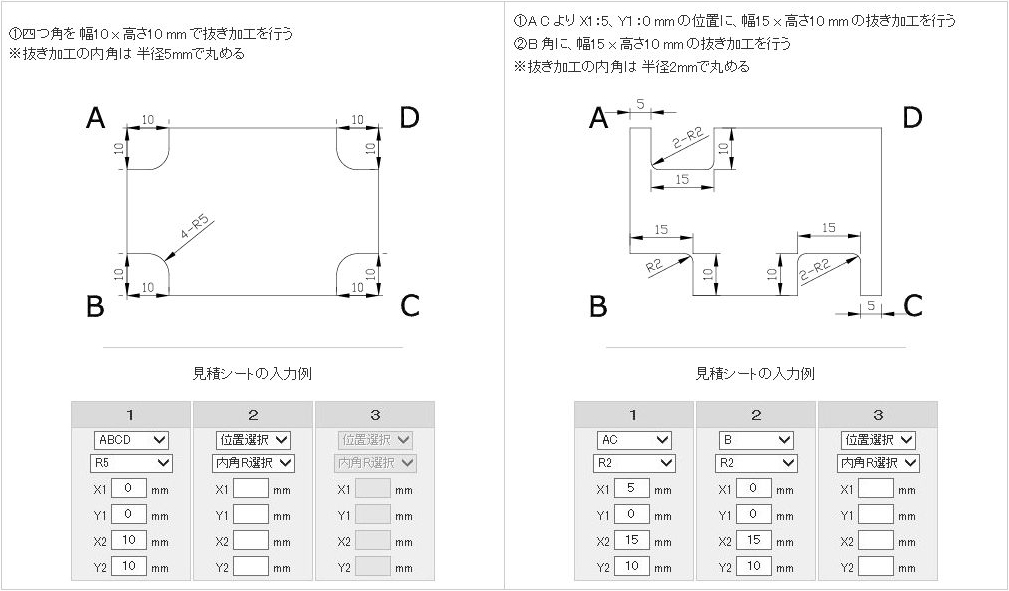 ①四つ角を 幅10×高さ10 mm で抜き加工を行う
※抜き加工の内角は 半径5mmで丸める
A
10
10
D
10
10
4-R5
10
10
B
10
10
C
見積シートの入力例
1
2
3
ABCD
位置選択
位置選択
R5
内角R選択
内角R選択
X1 0 mm
X1 mm
X1 mm
Y1 0 mm
Y1 mm
Y1 mm
X2 10 mm
X2 mm
X2 mm
Y2 10 mm
Y2 mm
Y2 mm
①A C より X1:5、Y1:0 mm の位置に、幅15×高さ10 mm の抜き加工を行う
②B 角に、幅15×高さ10 mm の抜き加工を行う
※抜き加工の内角は 半径2mmで丸める
A
5
2-R2
10
D
15
15
15
R2
10
10
2-R2
B
5
C
見積シートの入力例
1
2
3
AC
B
位置選択
R2
R2
内角R選択
X1 5 mm
X1 0 mm
X1 mm
Y1 0 mm
Y1 0 mm
Y1 mm
X2 15 mm
X2 15 mm
X2 mm
Y2 10 mm
Y2 10 mm
Y2 mm